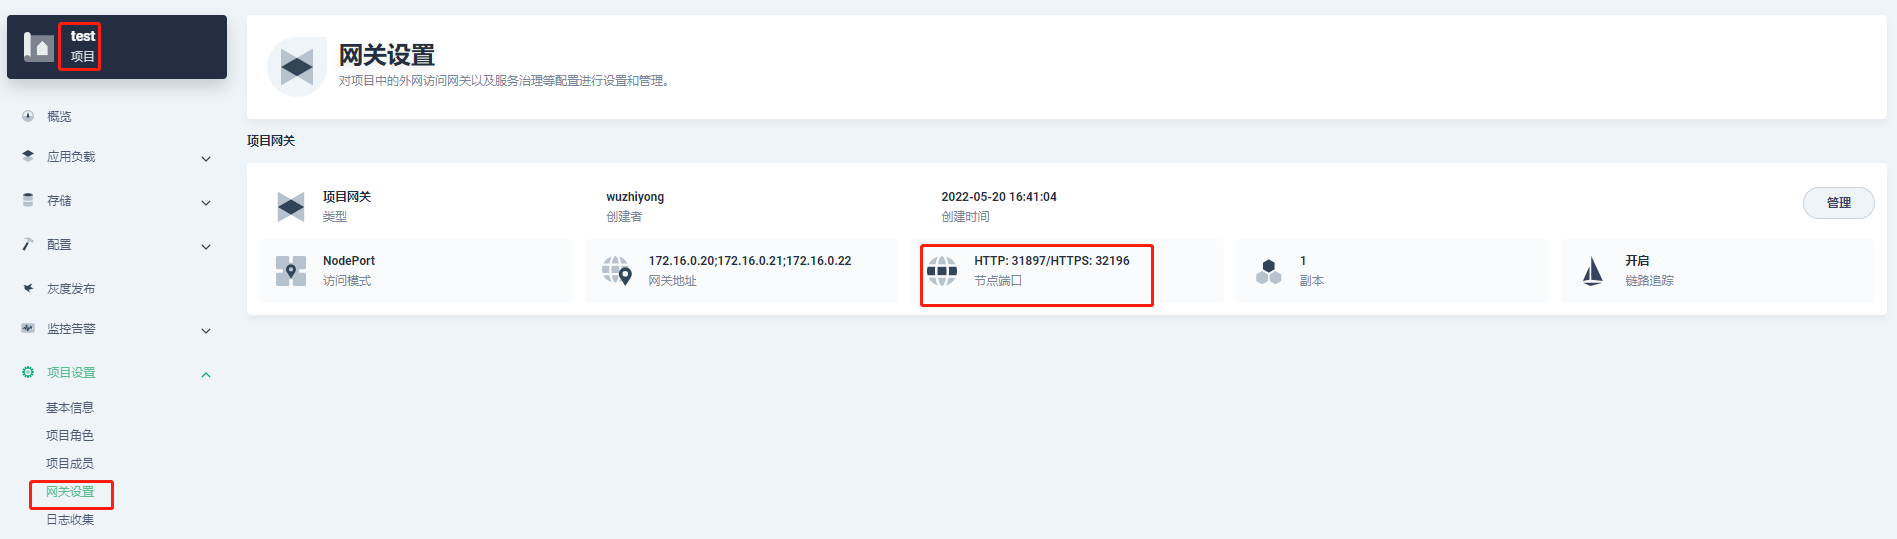 test
项目
概览
应用负载
存储
配置
灰度发布
监控告警
项目设置
基本信息
项目角色
项目成员
网关设置
日志收集
网关设置
对项目中的外网访问网关以及服务治理等配置进行设置和管理。
项目网关
项目网关
类型
wuzhiyong
创建者
2022-05-20 16:41:04
创建时间
管理
NodePort
访问模式
172.16.0.20;172.16.0.21;172.16.0.22
网关地址
HTTP: 31897/HTTPS: 32196
节点端口
1
副本
开启
链路追踪